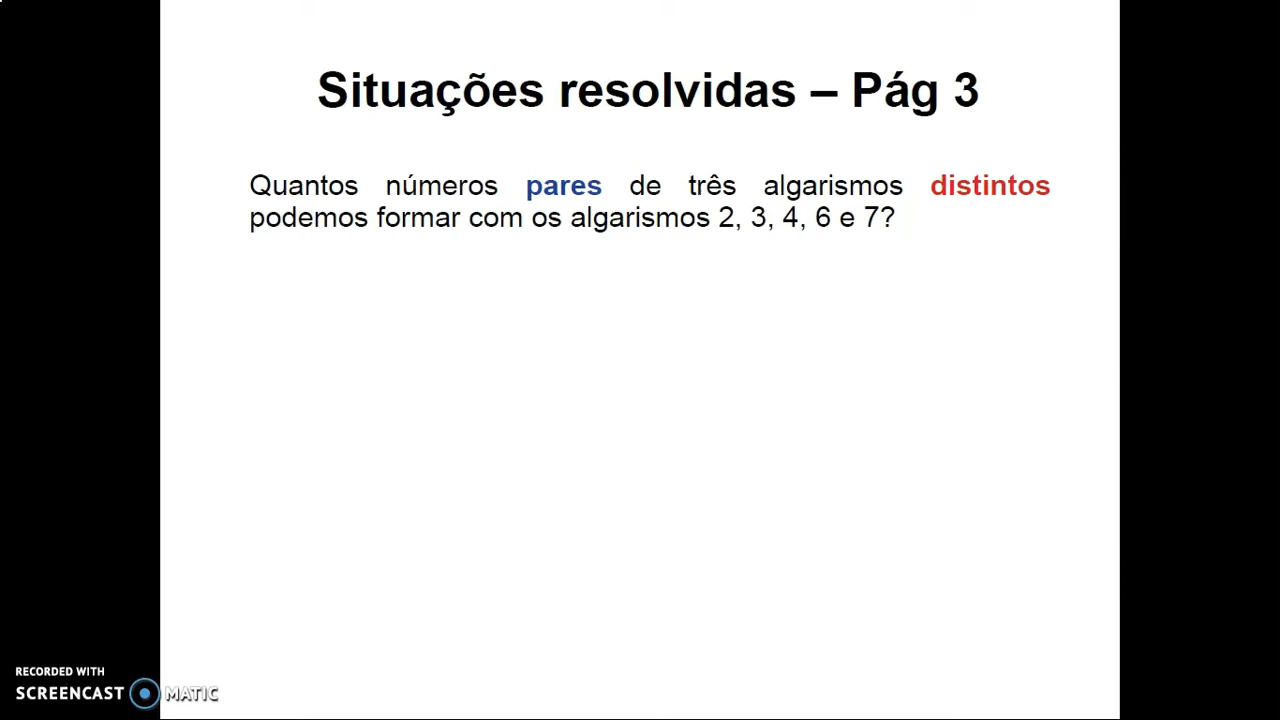 Situações resolvidas – Pág 3
Quantos números pares de três algarismos distintos
podemos formar com os algarismos 2, 3, 4, 6 e 7?
RECORDED WITH
SCREENCAST MATIC